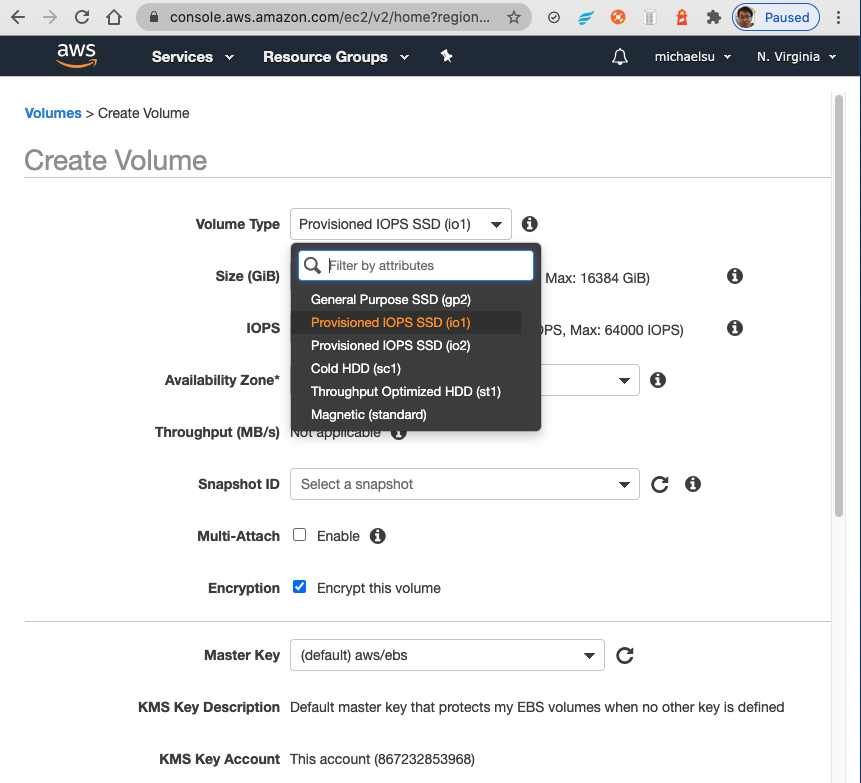 console.aws.amazon.com/ec2/v2/home?region... Paused
aws Services Resource Groups michaelsu N. Virginia
Volumes > Create Volume
Create Volume
Volume Type Provisioned IOPS SSD (io1)
Filter by attributes
General Purpose SSD (gp2)
Provisioned IOPS SSD (io1)
Provisioned IOPS SSD (io2)
Cold HDD (sc1)
Throughput Optimized HDD (st1)
Magnetic (standard)
Size (GiB) Max: 16384 GiB)
IOPS OPS, Max: 64000 IOPS)
Availability Zone*
Throughput (MB/s) Not applicable
Snapshot ID Select a snapshot
Multi-Attach Enable
Encryption Encrypt this volume
Master Key (default) aws/ebs
KMS Key Description Default master key that protects my EBS volumes when no other key is defined
KMS Key Account This account (867232853968)